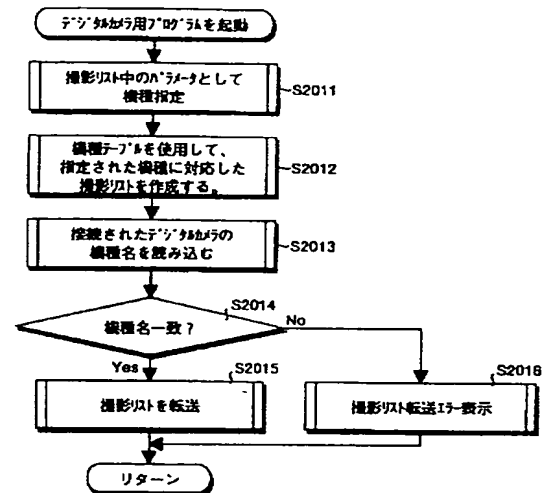 デジタルカメラ用プログラムを起動
撮影リスト中のパラメータとして
機種指定
S2011
機種テーブルを使用して、
指定された機種に対応した
撮影リストを作成する。
S2012
接続されたデジタルカメラの
機種名を読み込む
S2013
S2014
機種名一致？
No
Yes
S2015
S2016
撮影リストを転送
撮影リスト転送エラー表示
リターン